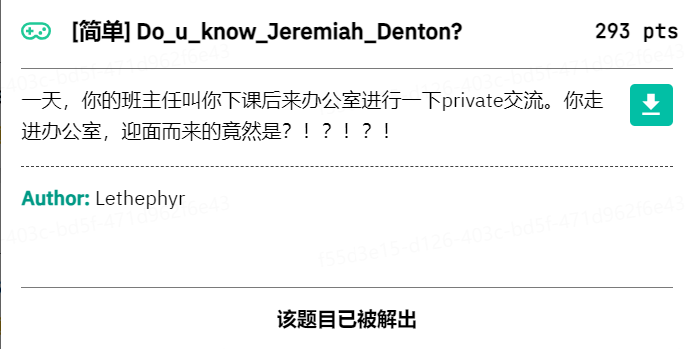 [简单] Do_u_know_Jeremiah_Denton? 293 pts
一天，你的班主任叫你下课后来办公室进行一下private交流。你走
进办公室，迎面而来的竟然是？！？！？！
Author: Lethephyr
该题目已被解出